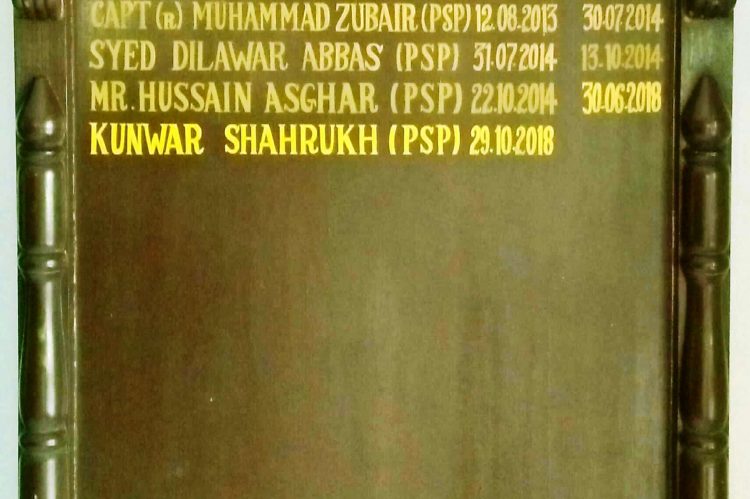 CAPT (R) MUHAMMAD ZUBAIR (PSP) 12.08.2013 30-07-2014
SYED DILAWAR ABBAS (PSP) 31.07.2014 13.10.2014
MR. HUSSAIN ASGHAR (PSP) 22.10.2014 30-06-2018
KUNWAR SHAHRUKH (PSP) 29.10.2018